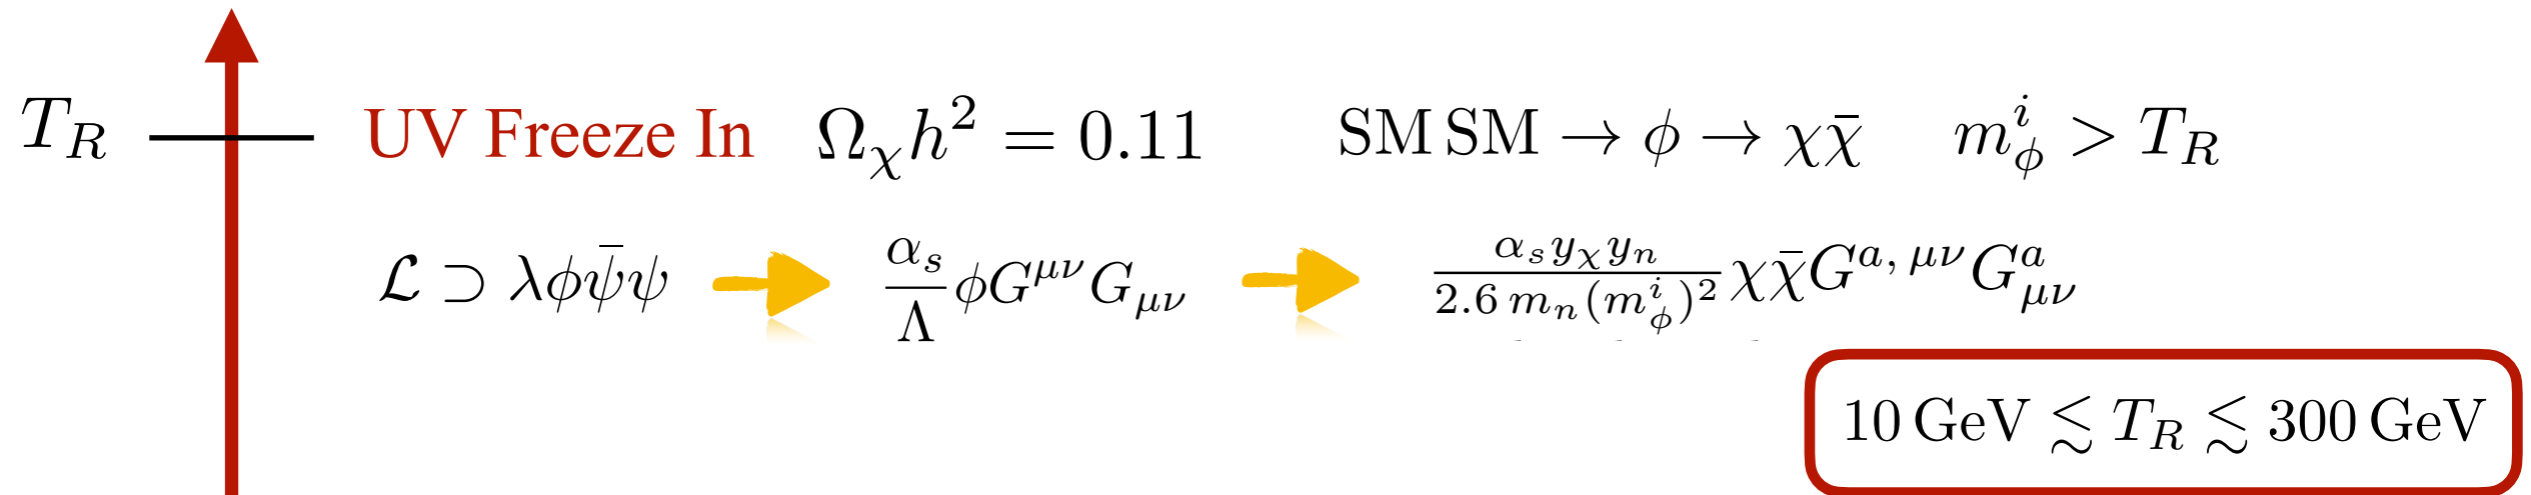 T_R UV Freeze In Ω_χ h² = 0.11 SM SM → φ → χχ̄ m_φ^i > T_R
ℒ ⊃ λφψ̄ψ → α_s/Λ φG^{μν}G_{μν} → α_s y_χ y_n / 2.6 m_n (m_φ^i)² χχ̄G^{a, μν}G^a_{μν}
10 GeV ≲ T_R ≲ 300 GeV